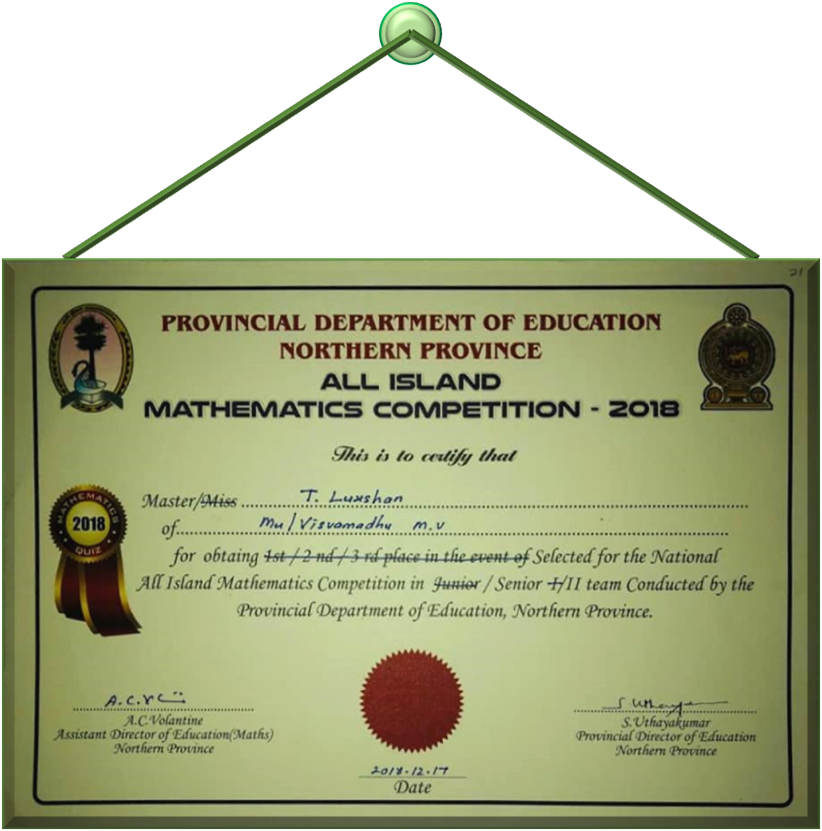 21
PROVINCIAL DEPARTMENT OF EDUCATION
NORTHERN PROVINCE
ALL ISLAND
MATHEMATICS COMPETITION - 2018
This is to certify that
Master/Miss T. Luxshan
of Mu/Visvamadhu m.v
for obtaing 1st / 2 nd / 3 rd place in the event of Selected for the National
All Island Mathematics Competition in Junior / Senior I/II team Conducted by the
Provincial Department of Education, Northern Province.
MATHEMATICS
2018
QUIZ
A.C.Volantine
Assistant Director of Education(Maths)
Northern Province
2018.12.17
Date
S.Uthayakumar
Provincial Director of Education
Northern Province